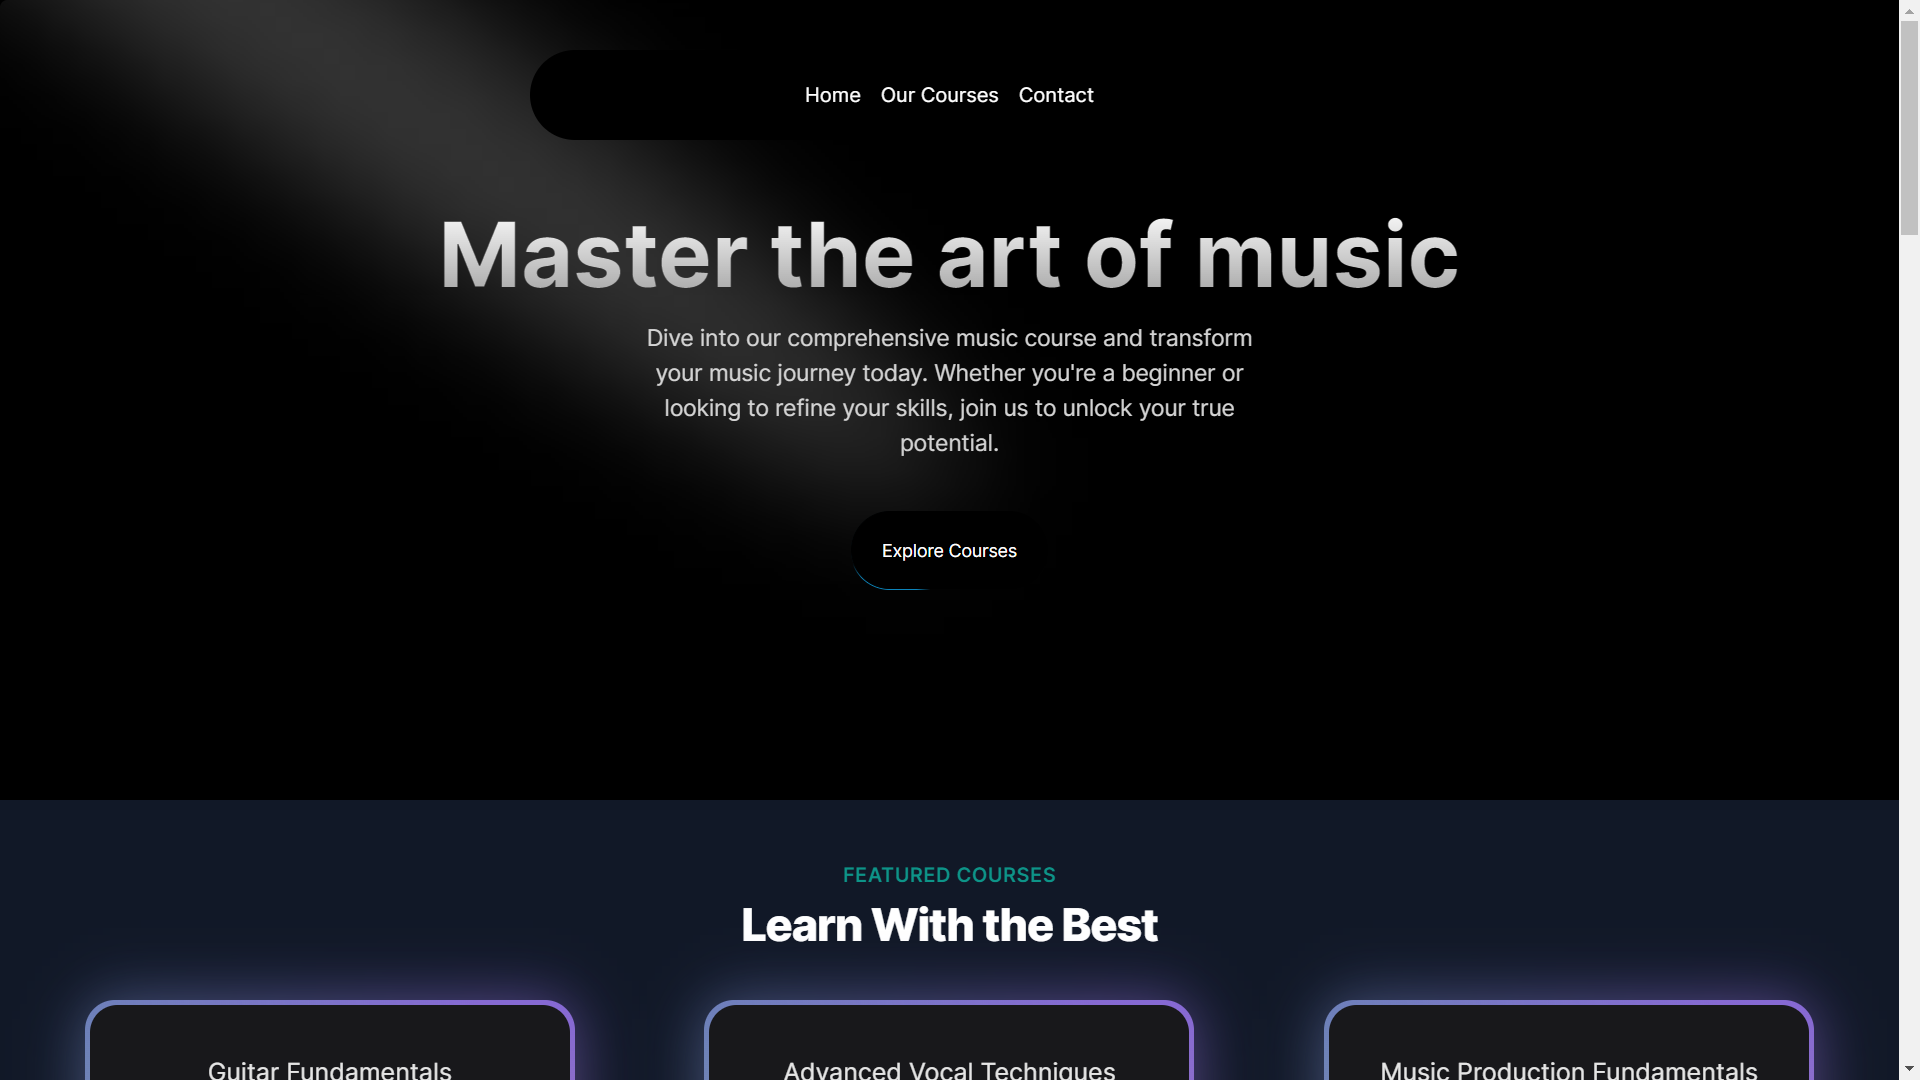 Home Our Courses Contact
Master the art of music
Dive into our comprehensive music course and transform
your music journey today. Whether you're a beginner or
looking to refine your skills, join us to unlock your true
potential.
Explore Courses
FEATURED COURSES
Learn With the Best
Guitar Fundamentals
Advanced Vocal Techniques
Music Production Fundamentals